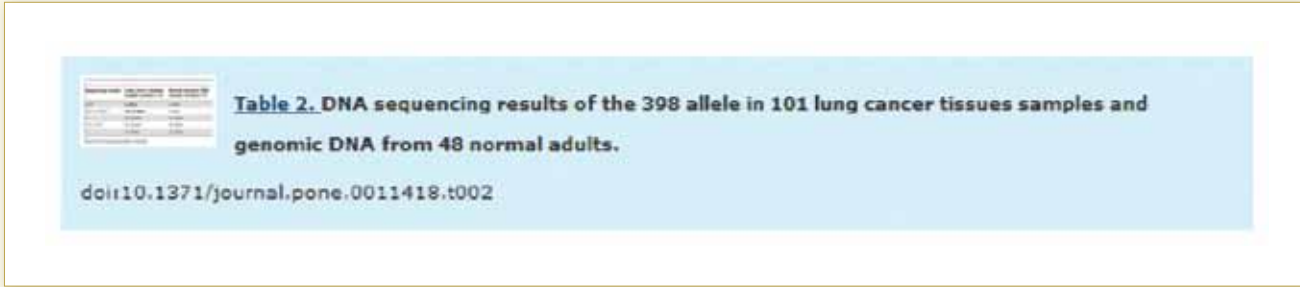 Table 2. DNA sequencing results of the 398 allele in 101 lung cancer tissues samples and
genomic DNA from 48 normal adults.
doi:10.1371/journal.pone.0011418.t002